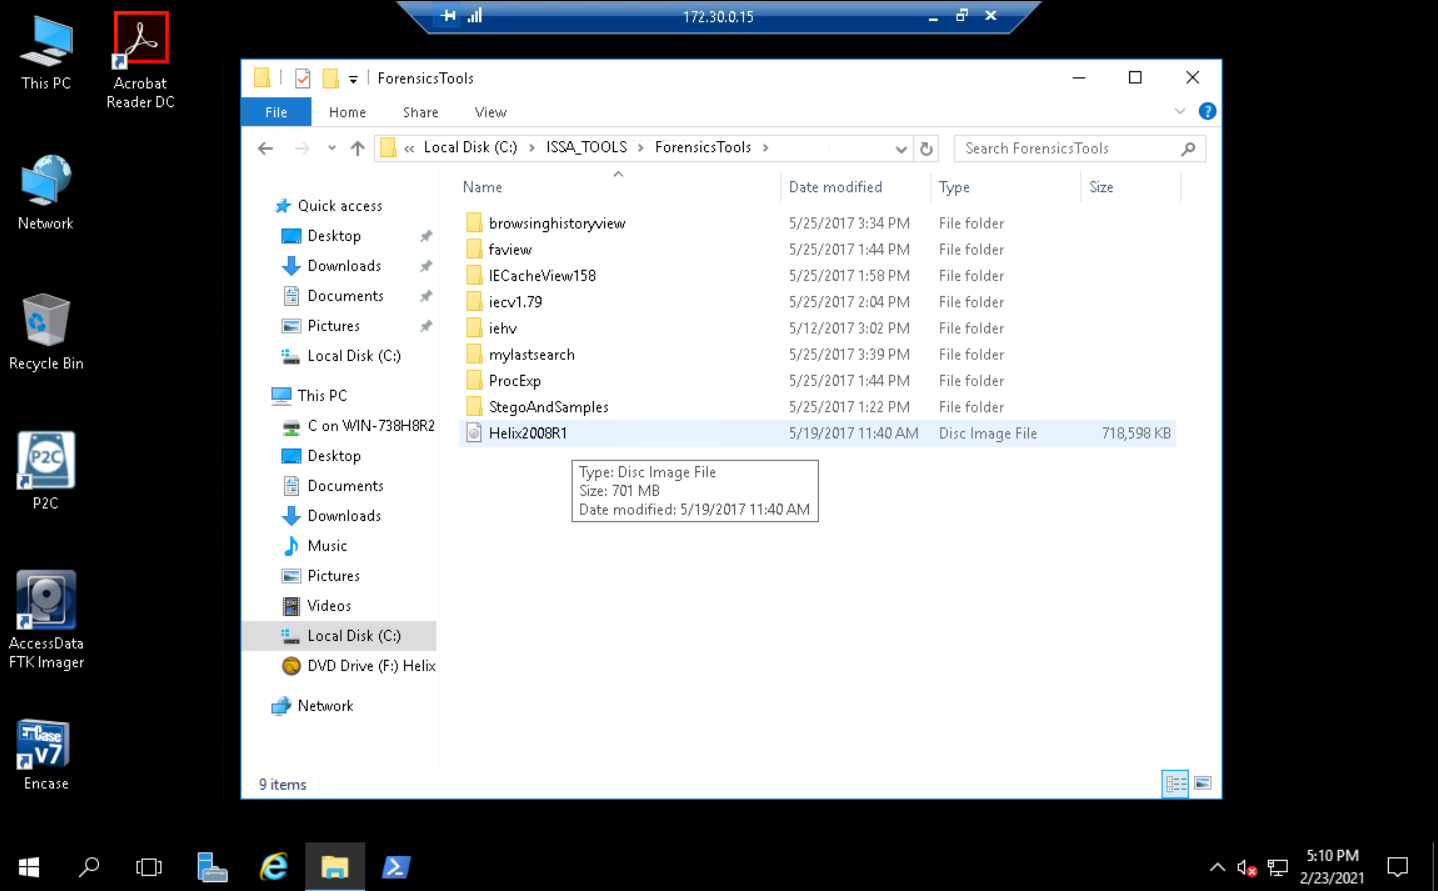 172.30.0.15
This PC
Acrobat
Reader DC
Network
Recycle Bin
P2C
AccessData
FTK Imager
EnCase
v7
Encase
ForensicsTools
File Home Share View
« Local Disk (C:) > ISSA_TOOLS > ForensicsTools >
Search ForensicsTools
Quick access
Desktop
Downloads
Documents
Pictures
Local Disk (C:)
This PC
C on WIN-738H8R2
Desktop
Documents
Downloads
Music
Pictures
Videos
Local Disk (C:)
DVD Drive (F:) Helix
Network
Name Date modified Type Size
browsinghistoryview 5/25/2017 3:34 PM File folder
faview 5/25/2017 1:44 PM File folder
IECacheView158 5/25/2017 1:58 PM File folder
iecv1.79 5/25/2017 2:04 PM File folder
iehv 5/12/2017 3:02 PM File folder
mylastsearch 5/25/2017 3:39 PM File folder
ProcExp 5/25/2017 1:44 PM File folder
StegoAndSamples 5/25/2017 1:22 PM File folder
Helix2008R1 5/19/2017 11:40 AM Disc Image File 718,598 KB
Type: Disc Image File
Size: 701 MB
Date modified: 5/19/2017 11:40 AM
9 items
5:10 PM
2/23/2021